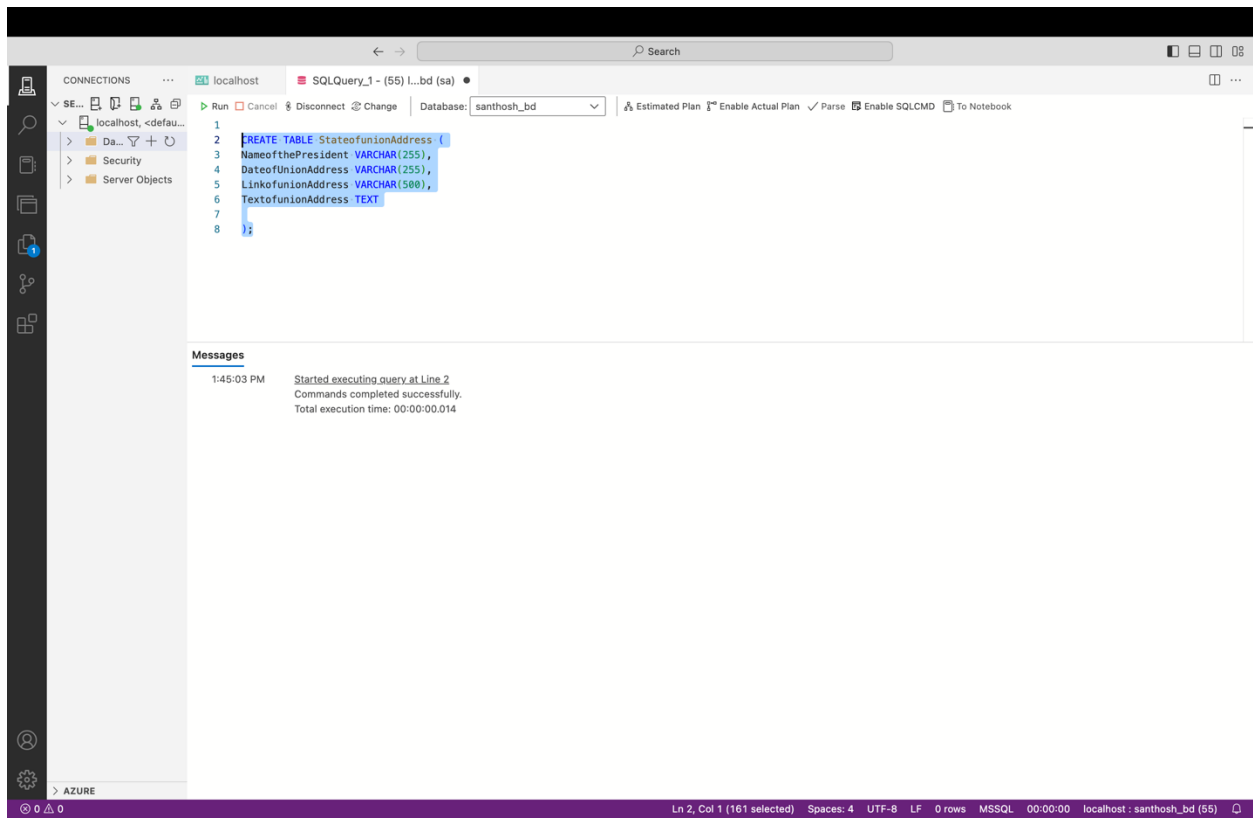 Search
CONNECTIONS ...
localhost
SQLQuery_1 - (55) l...bd (sa)
SE...
Run Cancel Disconnect Change Database: santhosh_bd Estimated Plan Enable Actual Plan Parse Enable SQLCMD To Notebook
localhost, <defau...
Da...
Security
Server Objects
1
2 CREATE TABLE StateofunionAddress (
3 NameofthePresident VARCHAR(255),
4 DateofUnionAddress VARCHAR(255),
5 LinkofunionAddress VARCHAR(500),
6 TextofunionAddress TEXT
7
8 );
1
Messages
1:45:03 PM Started executing query at Line 2
Commands completed successfully.
Total execution time: 00:00:00.014
AZURE
0 0 Ln 2, Col 1 (161 selected) Spaces: 4 UTF-8 LF 0 rows MSSQL 00:00:00 localhost : santhosh_bd (55)